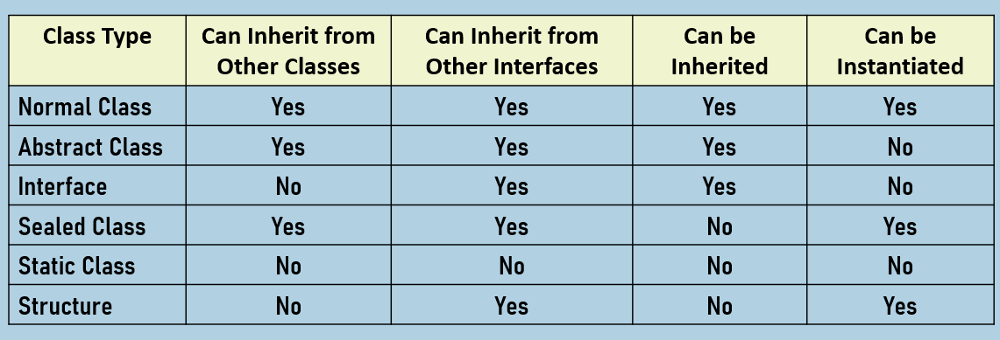 Class Type Can Inherit from Other Classes Can Inherit from Other Interfaces Can be Inherited Can be Instantiated
Normal Class Yes Yes Yes Yes
Abstract Class Yes Yes Yes No
Interface No Yes Yes No
Sealed Class Yes Yes No Yes
Static Class No No No No
Structure No Yes No Yes